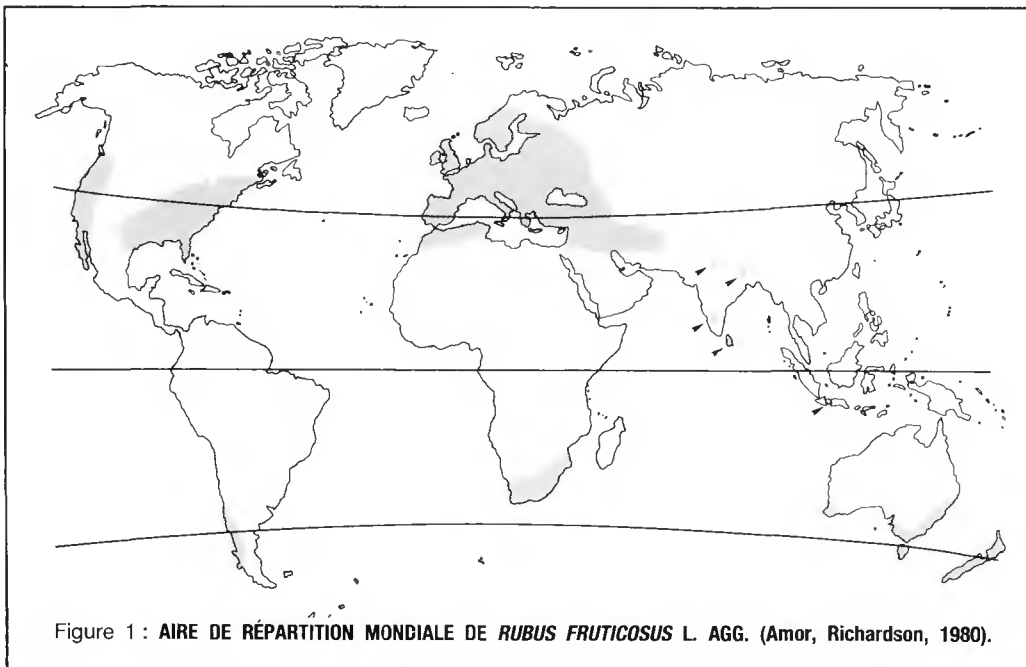 Figure 1 : AIRE DE RÉPARTITION MONDIALE DE RUBUS FRUTICOSUS L. AGG. (Amor, Richardson, 1980).